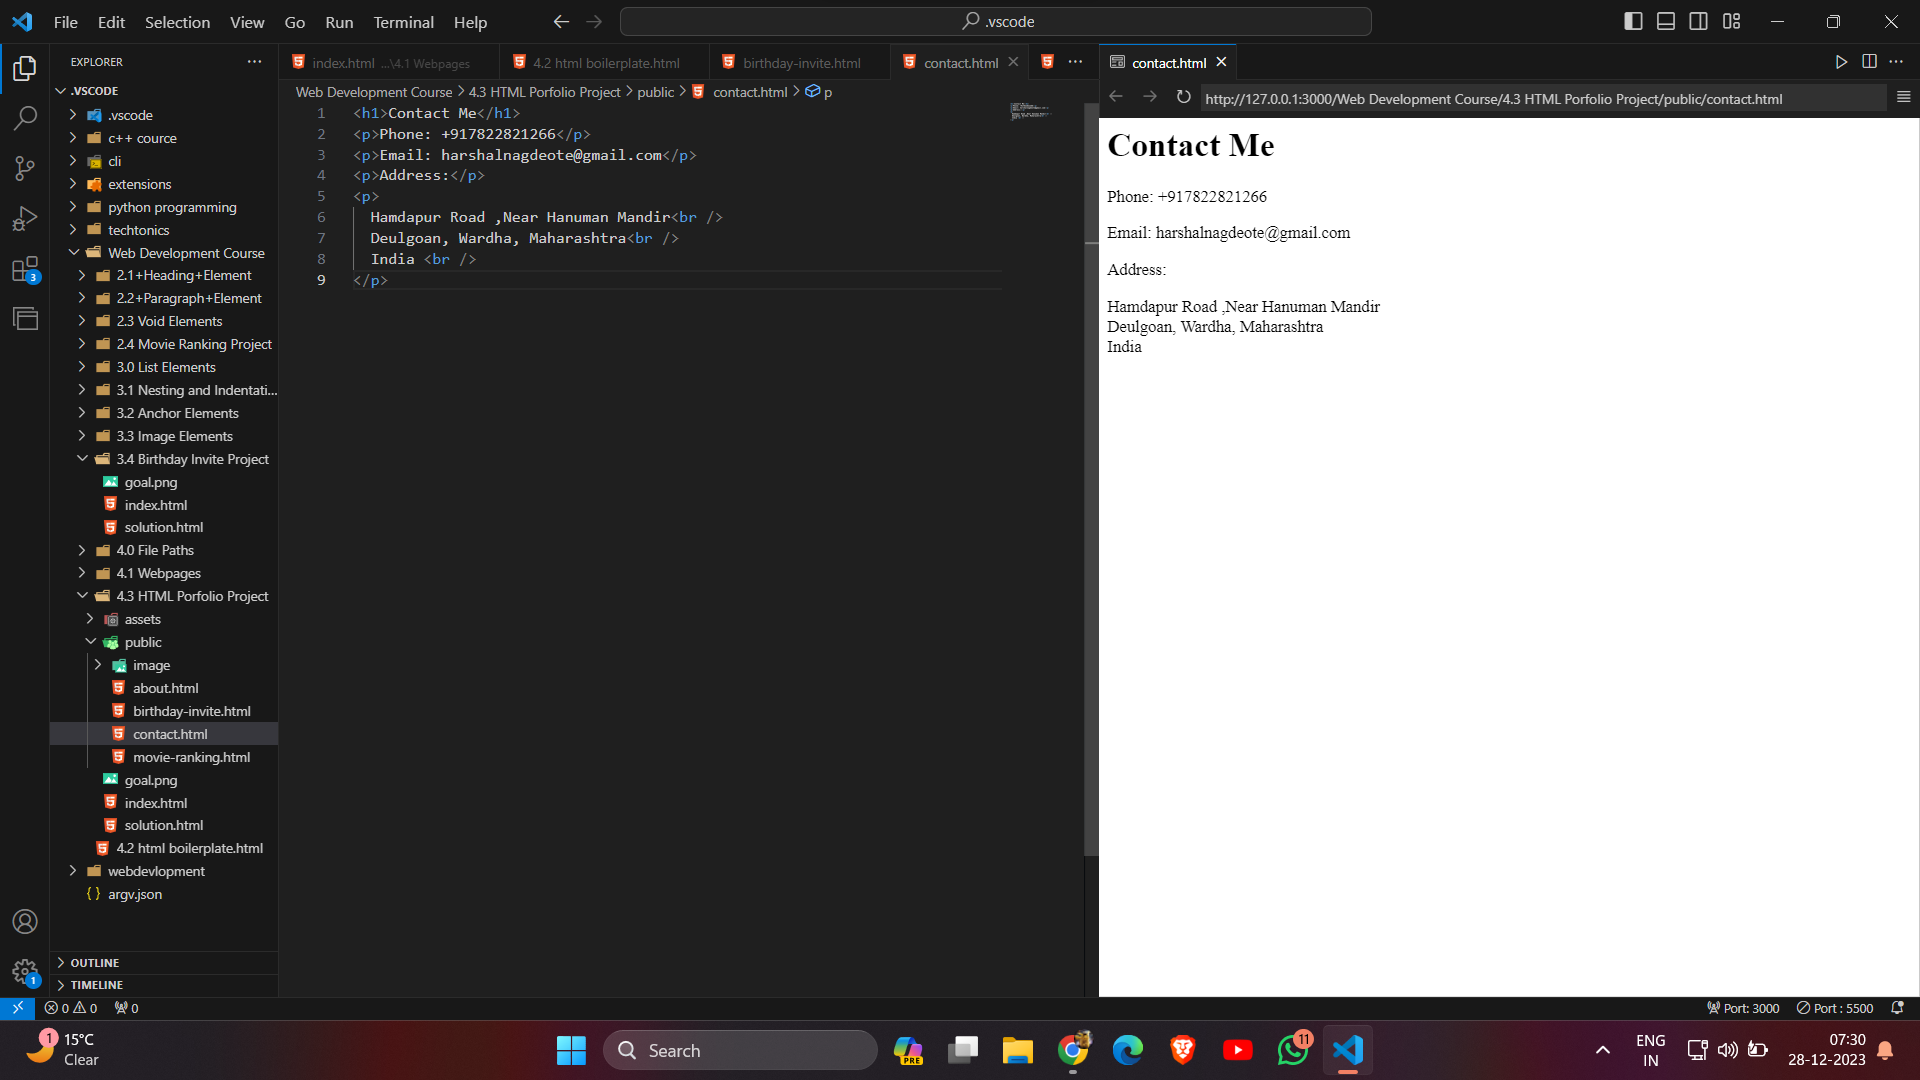 File Edit Selection View Go Run Terminal Help
.vscode
EXPLORER
.VSCODE
.vscode
c++ cource
cli
extensions
python programming
techtonics
Web Development Course
2.1+Heading+Element
2.2+Paragraph+Element
2.3 Void Elements
2.4 Movie Ranking Project
3.0 List Elements
3.1 Nesting and Indentati...
3.2 Anchor Elements
3.3 Image Elements
3.4 Birthday Invite Project
goal.png
index.html
solution.html
4.0 File Paths
4.1 Webpages
4.3 HTML Porfolio Project
assets
public
image
about.html
birthday-invite.html
contact.html
movie-ranking.html
goal.png
index.html
solution.html
4.2 html boilerplate.html
webdevlopment
{} argv.json
OUTLINE
TIMELINE
3
1
index.html ...\4.1 Webpages 4.2 html boilerplate.html birthday-invite.html contact.html
Web Development Course > 4.3 HTML Porfolio Project > public > contact.html > p
1 <h1>Contact Me</h1>
2 <p>Phone: +917822821266</p>
3 <p>Email: harshalnagdeote@gmail.com</p>
4 <p>Address:</p>
5 <p>
6 Hamdapur Road ,Near Hanuman Mandir<br />
7 Deulgoan, Wardha, Maharashtra<br />
8 India <br />
9 </p>
contact.html
http://127.0.0.1:3000/Web Development Course/4.3 HTML Porfolio Project/public/contact.html
Contact Me
Phone: +917822821266
Email: harshalnagdeote@gmail.com
Address:
Hamdapur Road ,Near Hanuman Mandir
Deulgoan, Wardha, Maharashtra
India
0 0 0
Port: 3000 Port : 5500
1 15°C
Clear
Search
PRE
11
ENG
IN
07:30
28-12-2023